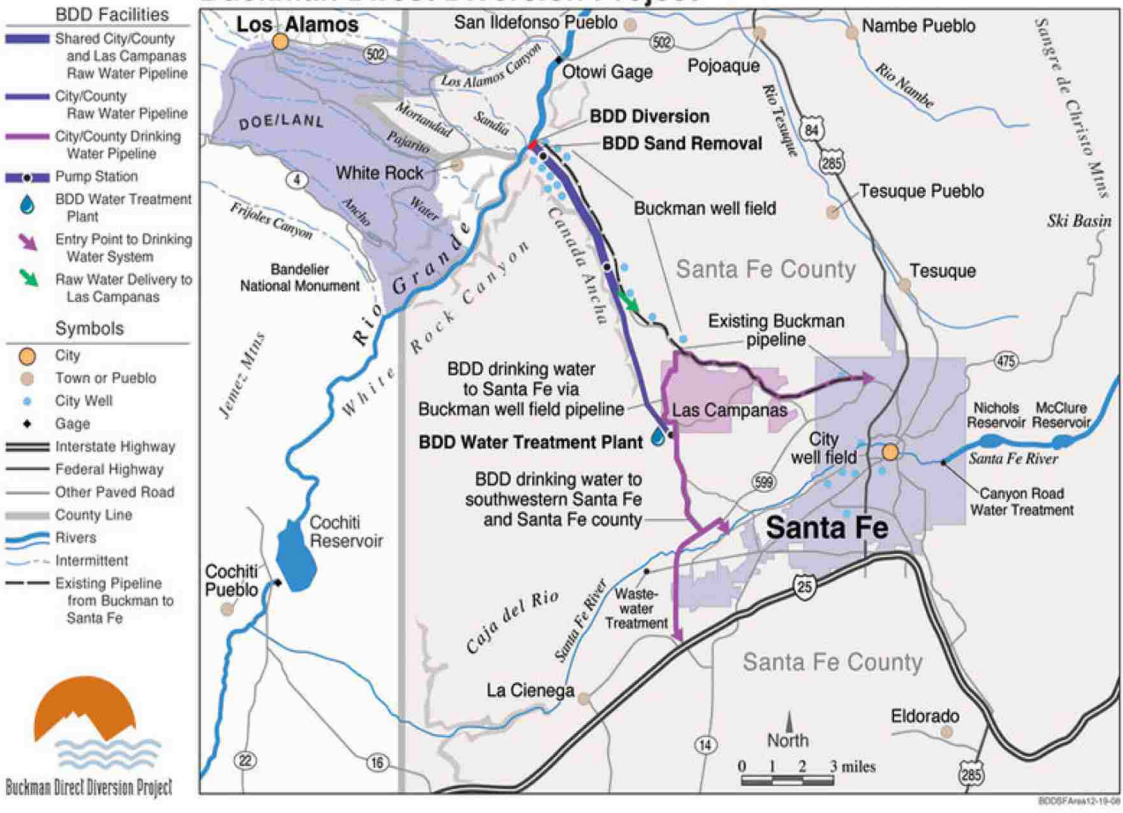 BDD Facilities
Shared City/County
and Las Campanas
Raw Water Pipeline
City/County
Raw Water Pipeline
City/County Drinking
Water Pipeline
Pump Station
BDD Water Treatment
Plant
Entry Point to Drinking
Water System
Raw Water Delivery to
Las Campanas
Symbols
City
Town or Pueblo
City Well
Gage
Interstate Highway
Federal Highway
Other Paved Road
County Line
Rivers
Intermittent
Existing Pipeline
from Buckman to
Santa Fe
Buckman Direct Diversion Project
Los Alamos
San Ildefonso Pueblo
Nambe Pueblo
502
502
Los Alamos Canyon
Otowi Gage
Pojoaque
Rio Nambe
Sangre de Christo Mtns
DOE/LANL
Mortandad
Sandia
Pajarito
BDD Diversion
BDD Sand Removal
Rio Tesuque
84
285
White Rock
4
Ancho
Water
Frijoles Canyon
Buckman well field
Tesuque Pueblo
Ski Basin
Bandelier
National Monument
Rio Grande
White Rock Canyon
Canada Ancha
Santa Fe County
Tesuque
Jemez Mtns
Existing Buckman
pipeline
475
BDD drinking water
to Santa Fe via
Buckman well field pipeline
Las Campanas
Nichols
Reservoir
McClure
Reservoir
BDD Water Treatment Plant
City
well field
Santa Fe River
BDD drinking water to
southwestern Santa Fe
and Santa Fe county
599
Canyon Road
Water Treatment
Cochiti
Reservoir
Santa Fe
Cochiti
Pueblo
25
Waste-
water
Treatment
Caja del Rio
Santa Fe River
Santa Fe County
La Cienega
Eldorado
North
22
16
14
0 1 2 3 miles
285
BDDSFArea12-19-08